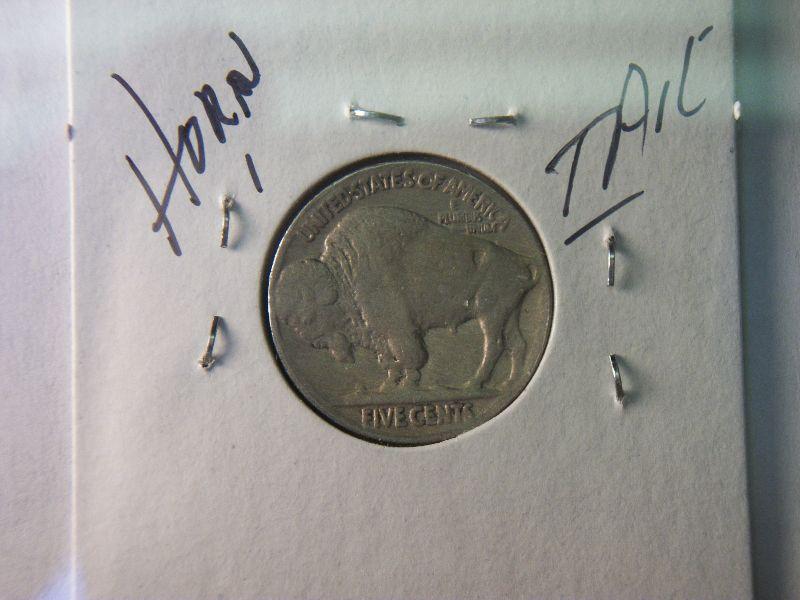 HORN
TAIL
UNITED STATES OF AMERICA
E
PLURIBUS
UNUM
FIVE CENTS